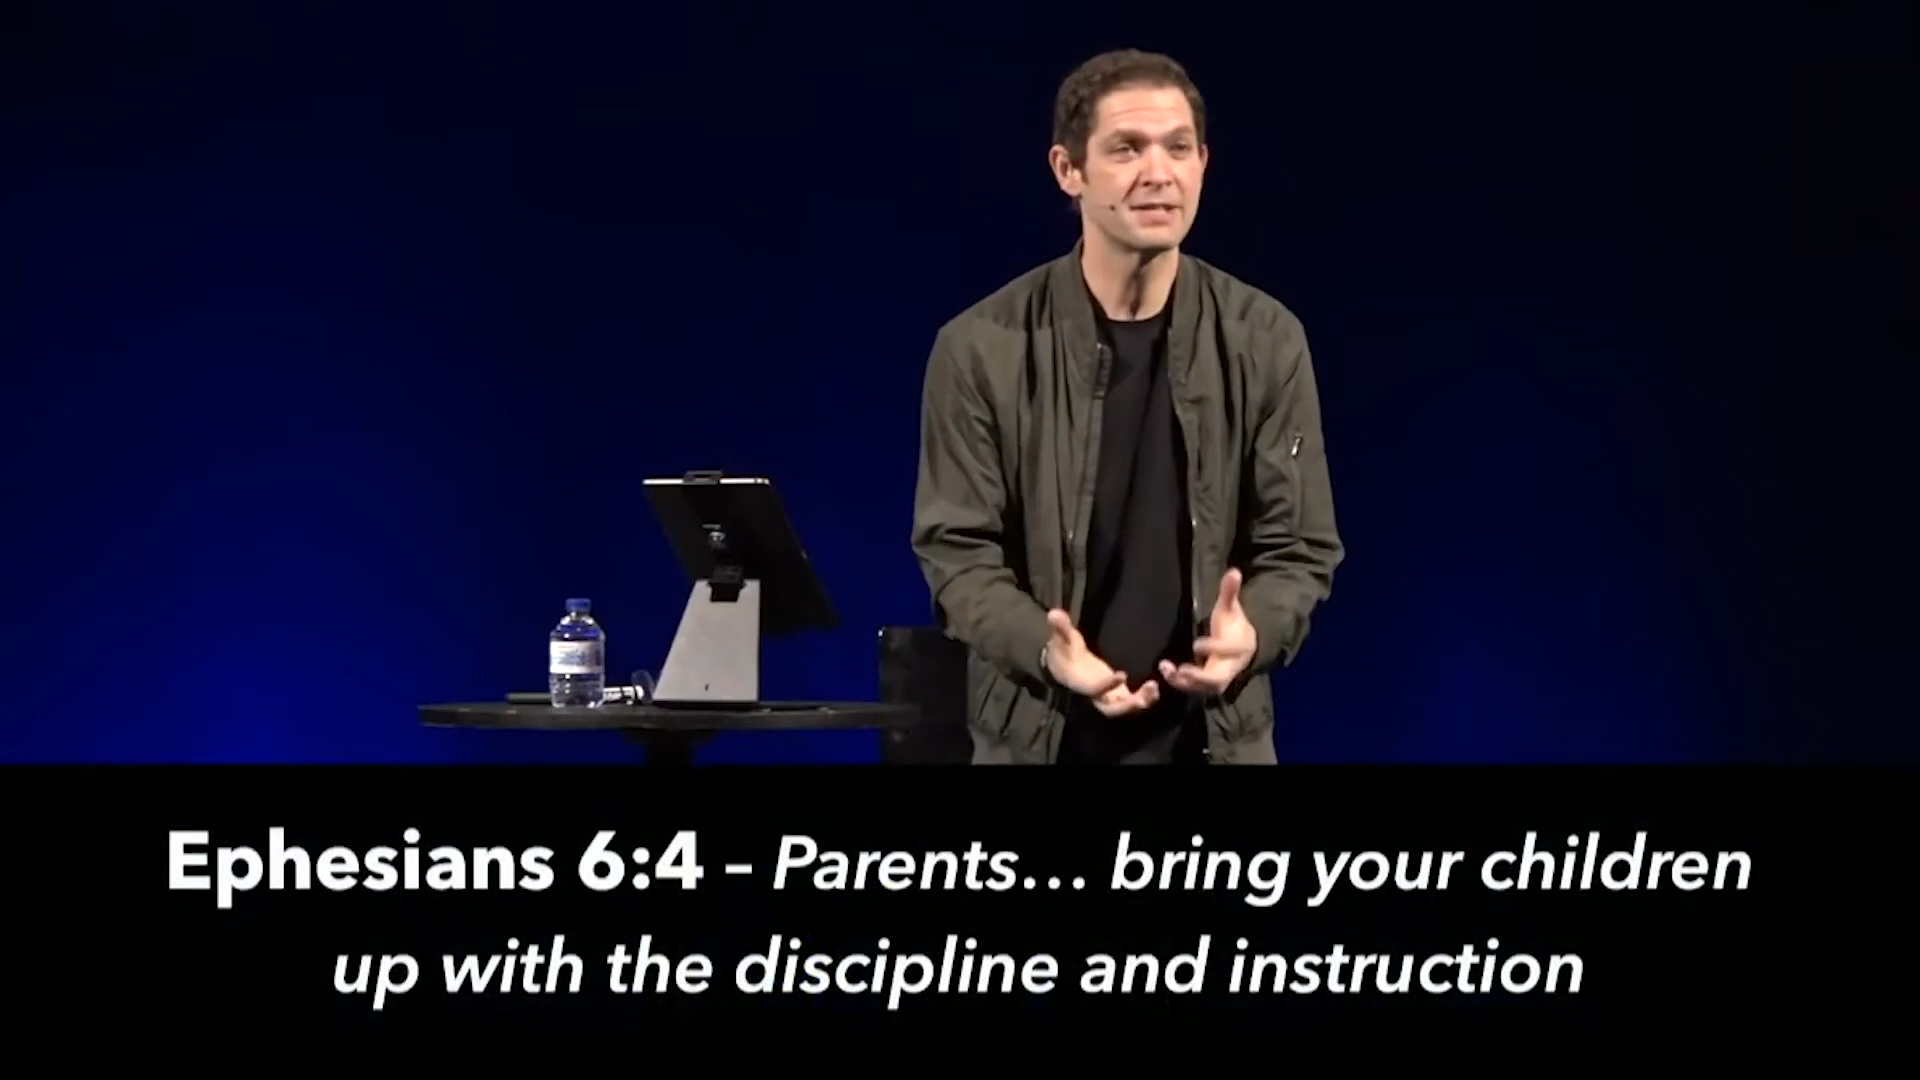 Ephesians 6:4 – Parents… bring your children
up with the discipline and instruction